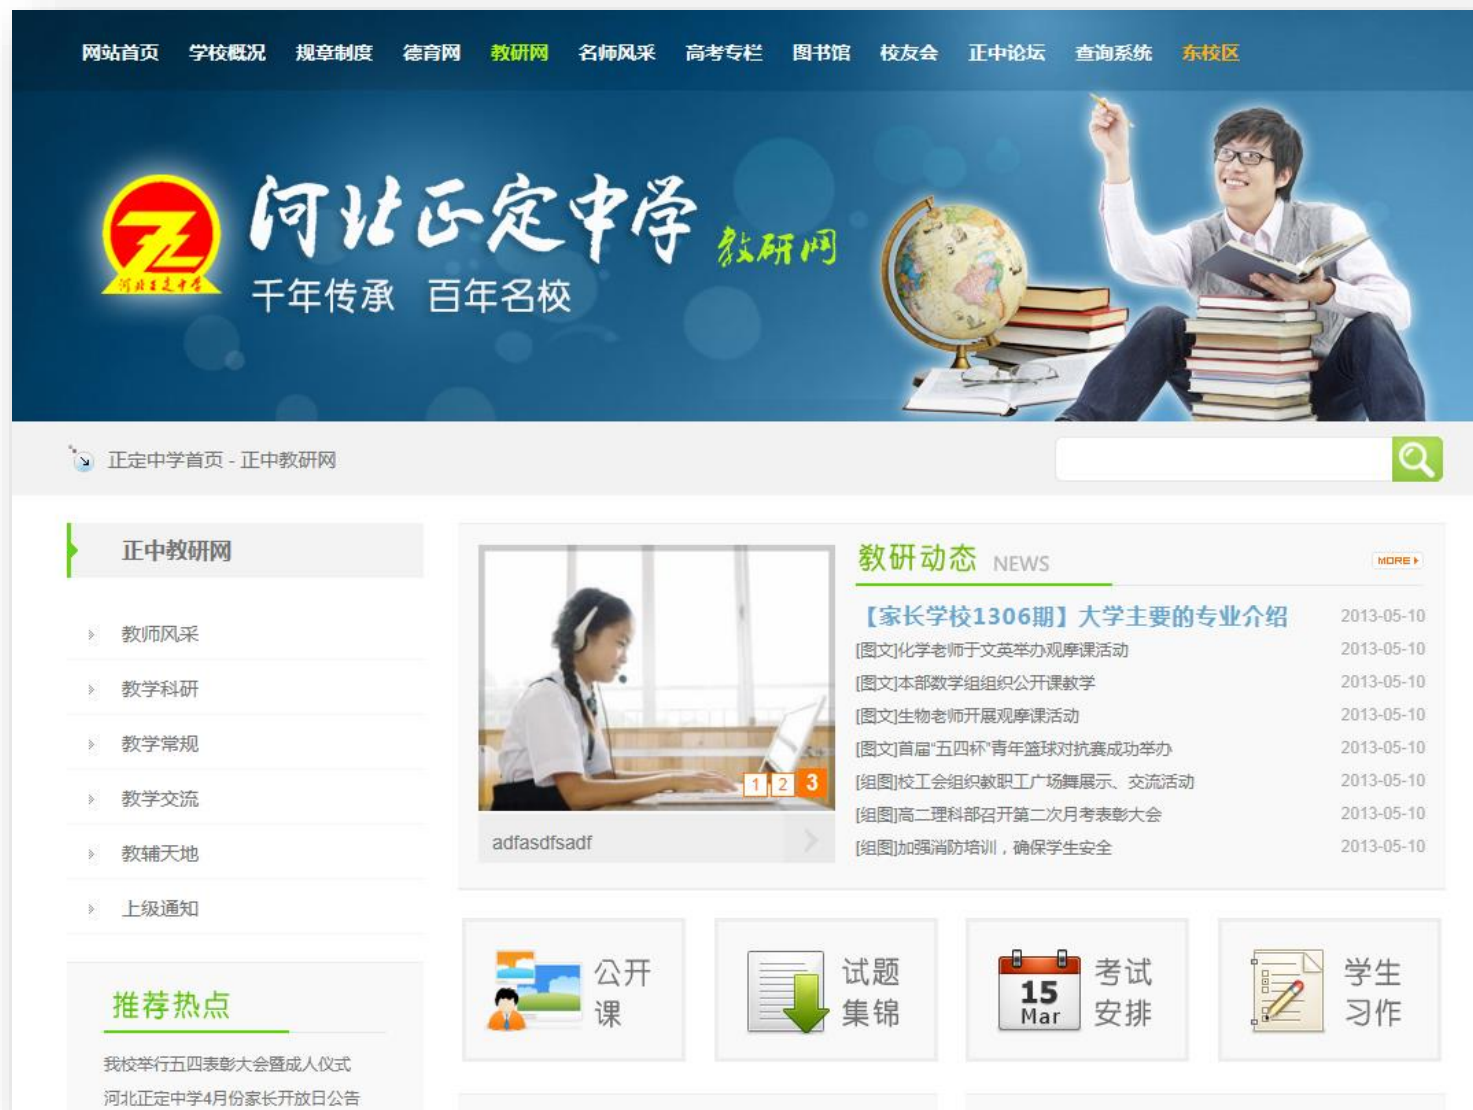 网站首页 学校概况 规章制度 德育网 教研网 名师风采 高考专栏 图书馆 校友会 正中论坛 查询系统 东校区
河北正定中学 教研网
河北正定中学
千年传承 百年名校
正定中学首页 - 正中教研网
正中教研网
教师风采
教学科研
教学常规
教学交流
教辅天地
上级通知
推荐热点
我校举行五四表彰大会暨成人仪式
河北正定中学4月份家长开放日公告
1 2 3
adfasdfsadf
教研动态 NEWS MORE
【家长学校1306期】大学主要的专业介绍 2013-05-10
[图文]化学老师于文英举办观摩课活动 2013-05-10
[图文]本部数学组组织公开课教学 2013-05-10
[图文]生物老师开展观摩课活动 2013-05-10
[图文]首届“五四杯”青年篮球对抗赛成功举办 2013-05-10
[组图]校工会组织教职工广场舞展示、交流活动 2013-05-10
[组图]高二理科部召开第二次月考表彰大会 2013-05-10
[组图]加强消防培训，确保学生安全 2013-05-10
公开
课
试题
集锦
15
Mar
考试
安排
学生
习作